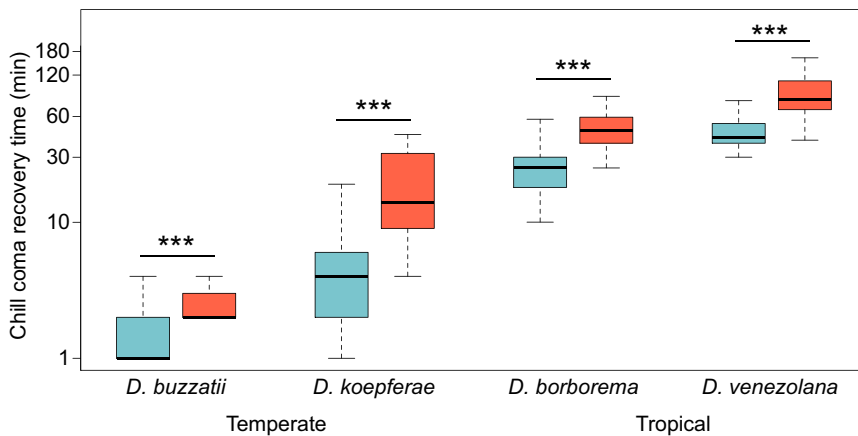 Chill coma recovery time (min)
180
120
60
30
10
1
***
***
***
***
D. buzzatii
D. koepferae
D. borborema
D. venezolana
Temperate
Tropical